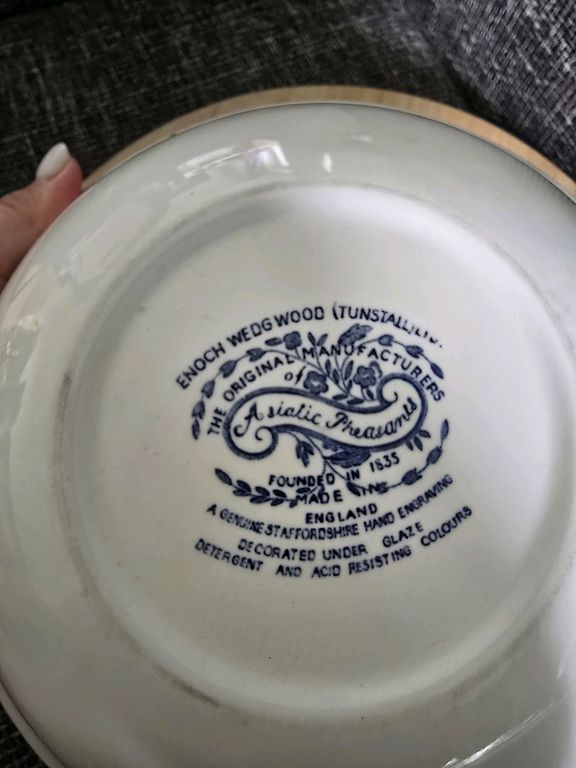 ENOCH WEDGWOOD (TUNSTALL) LTD.
THE ORIGINAL MANUFACTURERS
of
Asiatic Pheasants
FOUNDED IN 1835
MADE IN
ENGLAND
A GENUINE STAFFORDSHIRE HAND ENGRAVING
DECORATED UNDER GLAZE
DETERGENT AND ACID RESISTING COLOURS